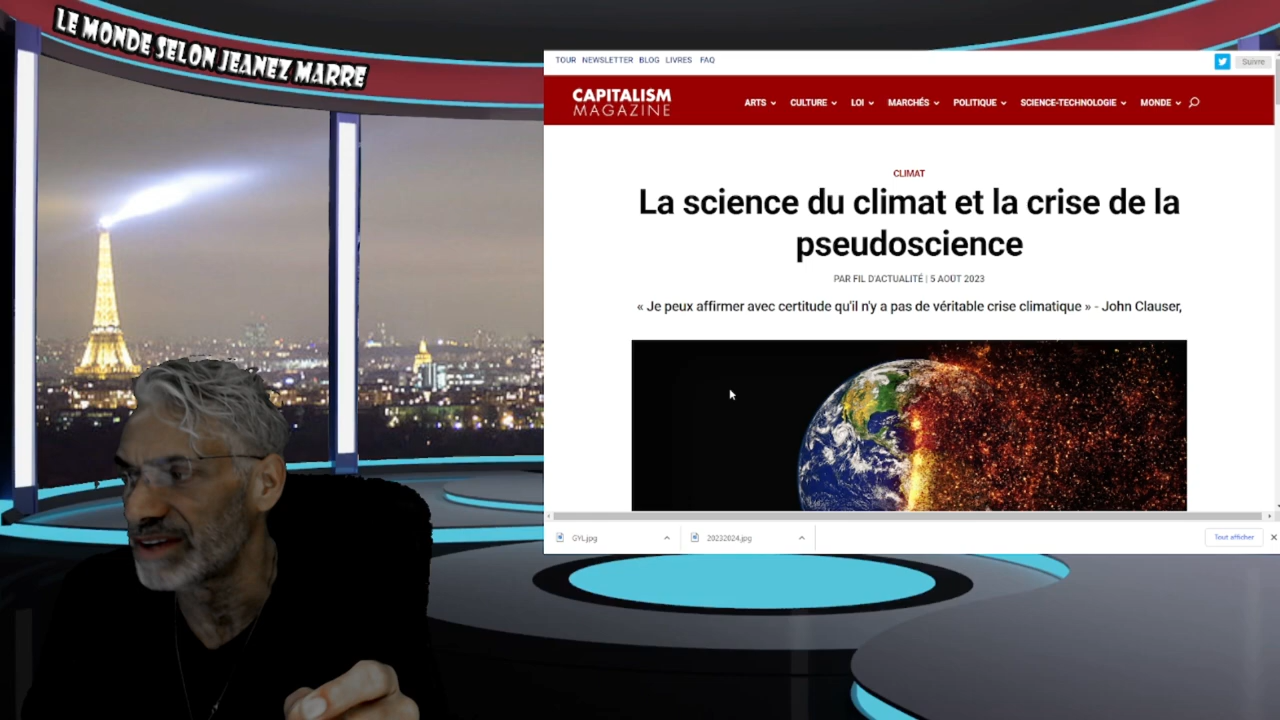 LE MONDE SELON JEANEZ MARRE
TOUR NEWSLETTER BLOG LIVRES FAQ
Suivre
CAPITALISM
MAGAZINE
ARTS CULTURE LOI MARCHÉS POLITIQUE SCIENCE-TECHNOLOGIE MONDE
CLIMAT
La science du climat et la crise de la
pseudoscience
PAR FIL D'ACTUALITÉ | 5 AOÛT 2023
« Je peux affirmer avec certitude qu'il n'y a pas de véritable crise climatique » - John Clauser,
GYL.jpg
20232024.jpg
Tout afficher